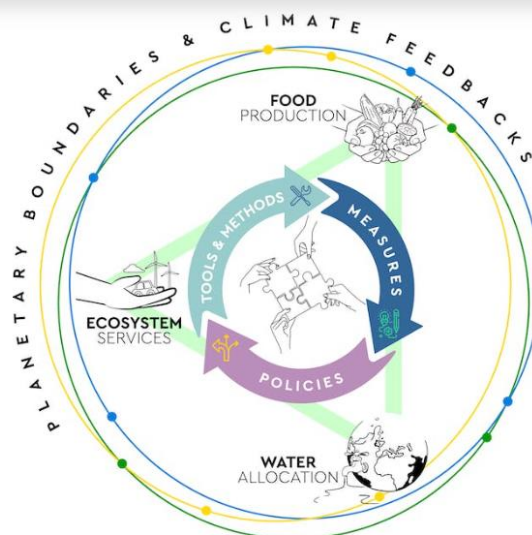 PLANETARY BOUNDARIES & CLIMATE FEEDBACKS
FOOD
PRODUCTION
TOOLS & METHODS
MEASURES
ECOSYSTEM
SERVICES
POLICIES
WATER
ALLOCATION